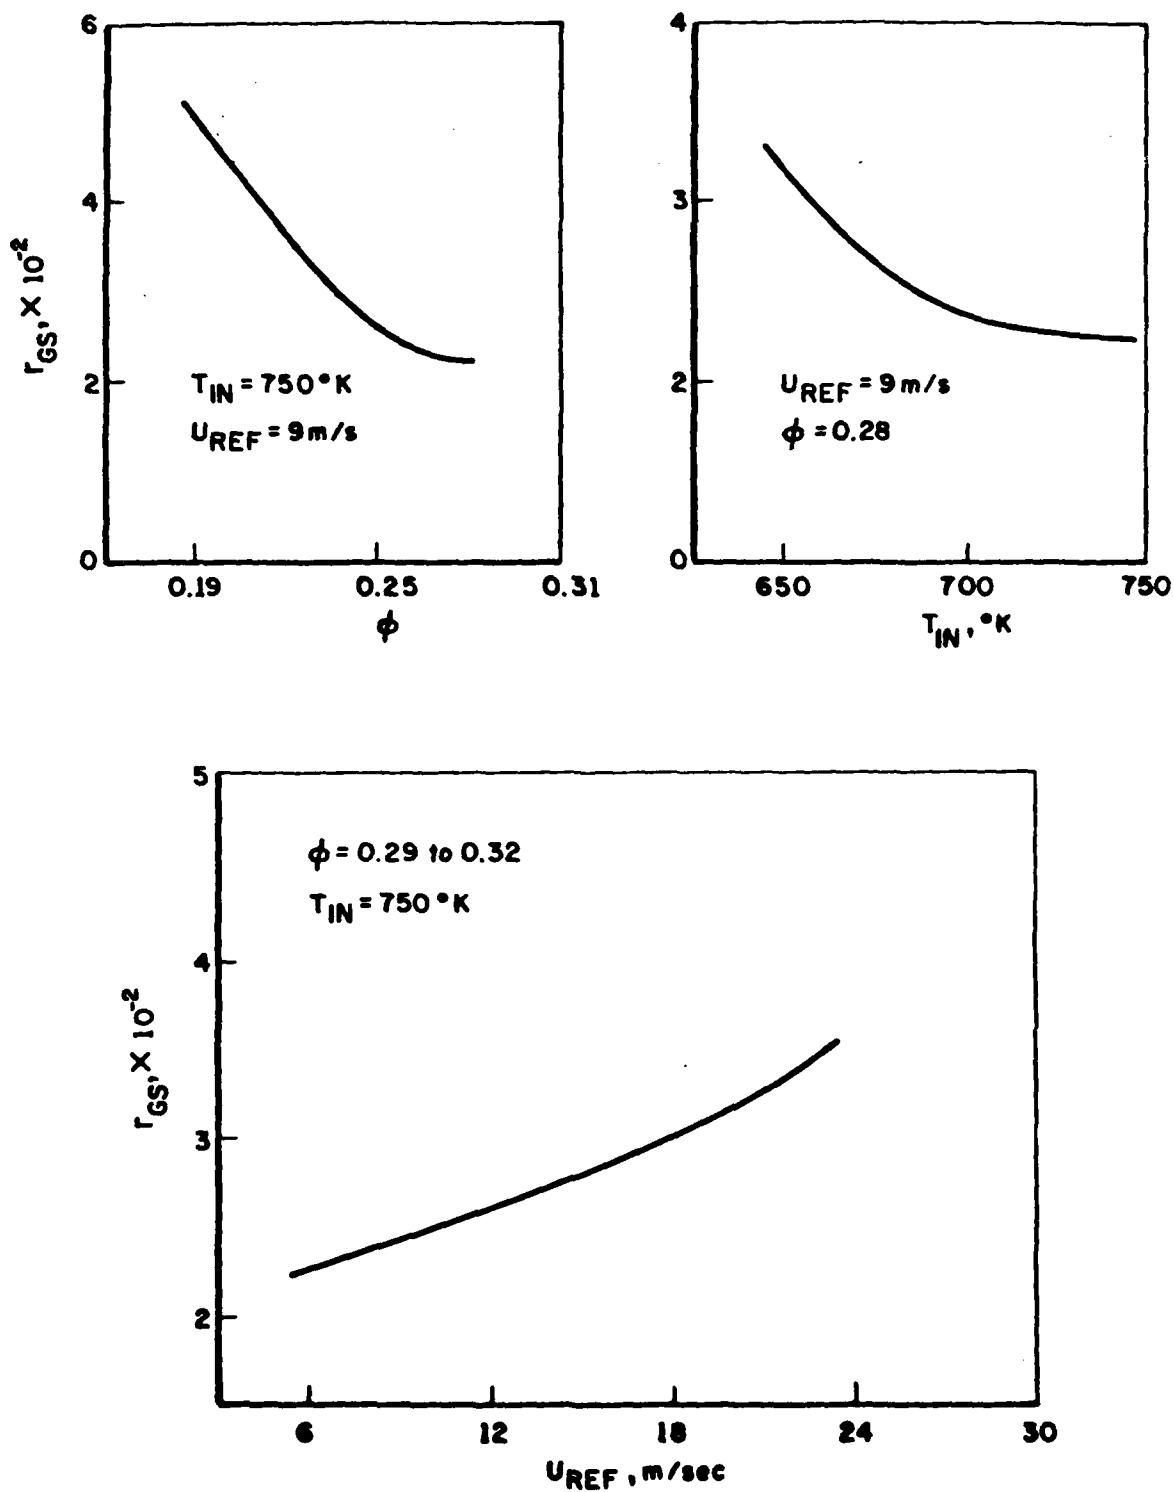 6
4
2
0
r_GS, × 10^-2
T_IN = 750°K
U_REF = 9 m/s
0.19 0.25 0.31
ϕ
4
3
2
0
U_REF = 9 m/s
ϕ = 0.28
650 700 750
T_IN, °K
5
4
3
2
r_GS, × 10^-2
ϕ = 0.29 to 0.32
T_IN = 750°K
6 12 18 24 30
U_REF, m/sec